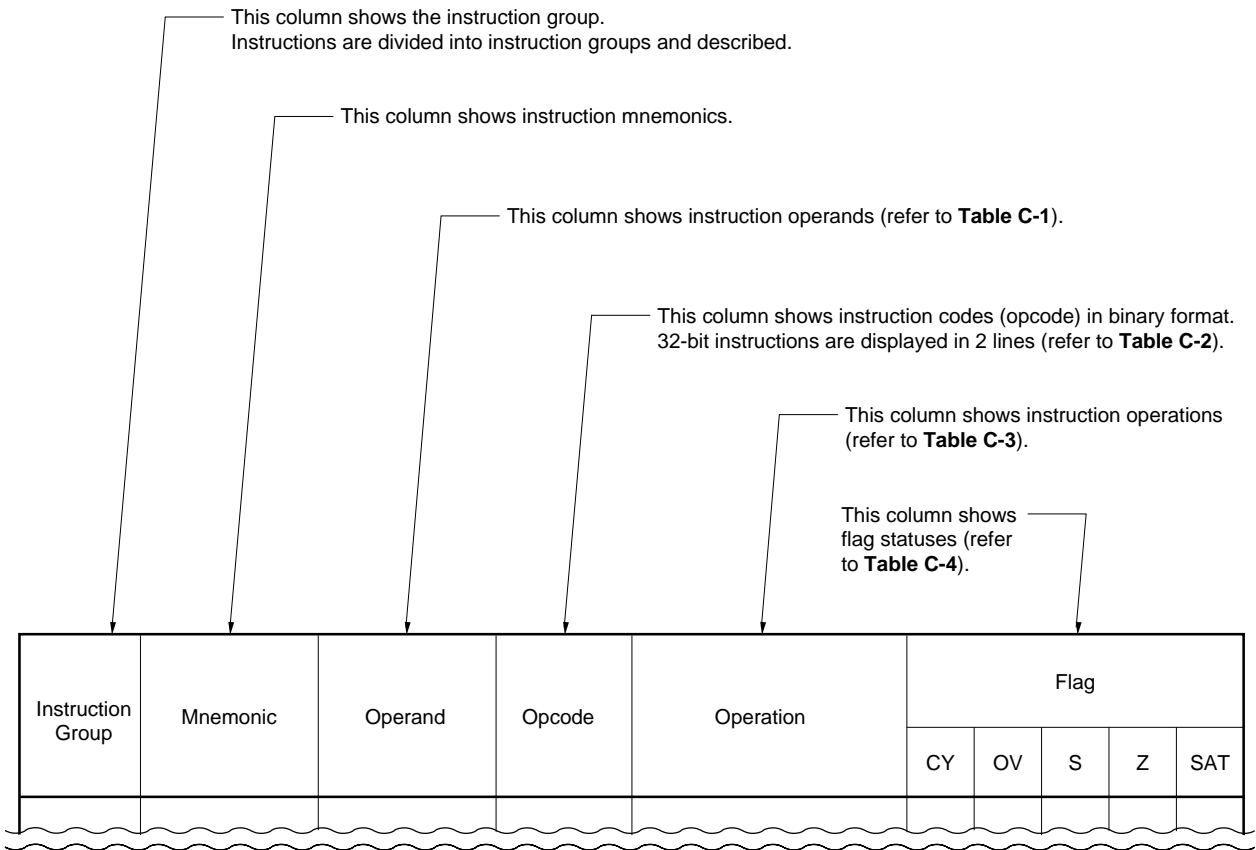 This column shows the instruction group.
Instructions are divided into instruction groups and described.
This column shows instruction mnemonics.
This column shows instruction operands (refer to Table C-1).
This column shows instruction codes (opcode) in binary format.
32-bit instructions are displayed in 2 lines (refer to Table C-2).
This column shows instruction operations
(refer to Table C-3).
This column shows
flag statuses (refer
to Table C-4).
Instruction
Group
Mnemonic
Operand
Opcode
Operation
Flag
CY
OV
S
Z
SAT